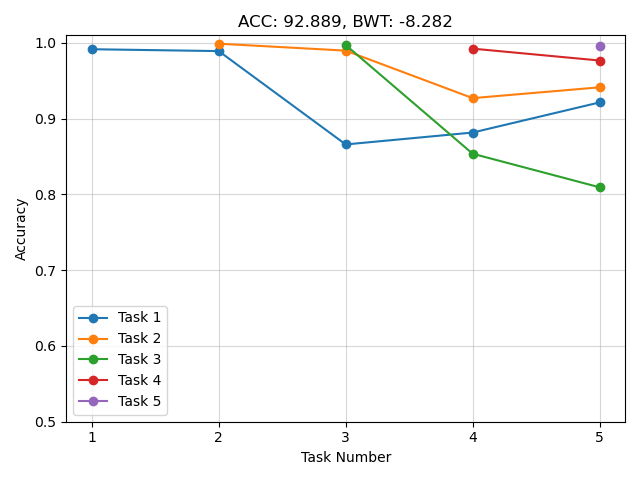 ACC: 92.889, BWT: -8.282
1.0
0.9
0.8
0.7
0.6
0.5
Accuracy
Task 1
Task 2
Task 3
Task 4
Task 5
1 2 3 4 5
Task Number